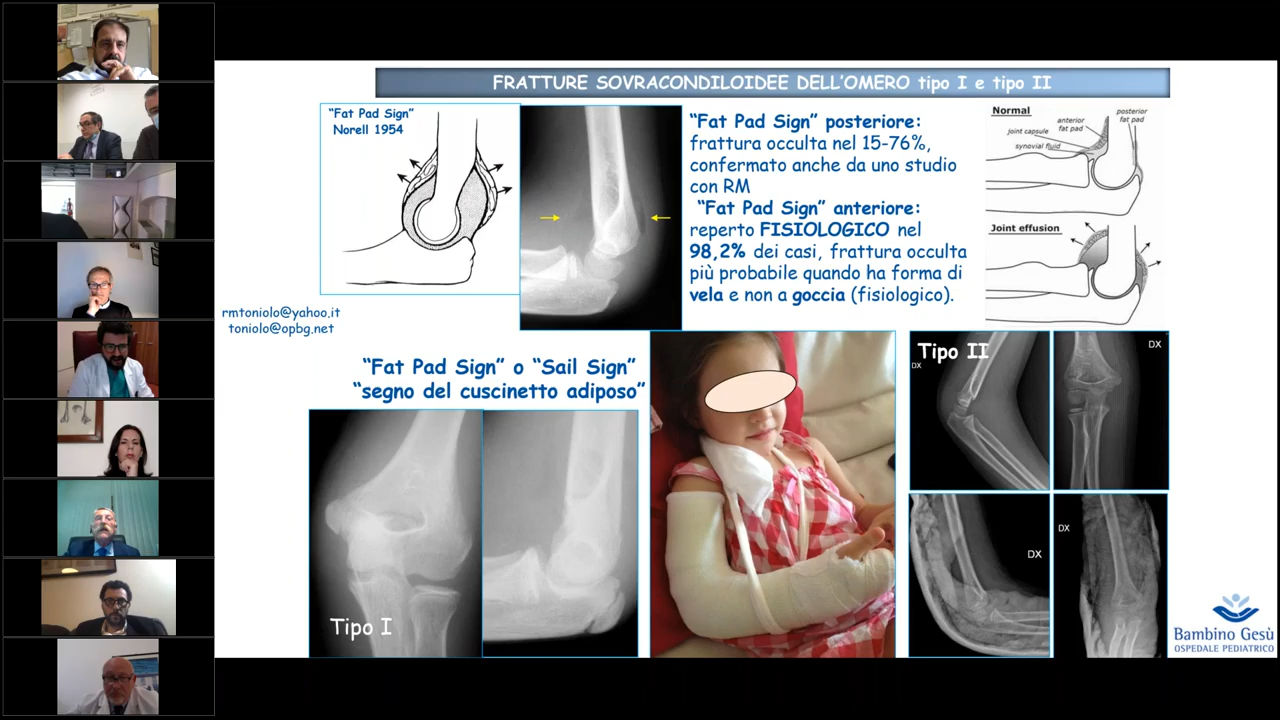 FRATTURE SOVRACONDILOIDEE DELL'OMERO tipo I e tipo II
"Fat Pad Sign"
Norell 1954
"Fat Pad Sign" posteriore:
frattura occulta nel 15-76%,
confermato anche da uno studio
con RM
"Fat Pad Sign" anteriore:
reperto FISIOLOGICO nel
98,2% dei casi, frattura occulta
più probabile quando ha forma di
vela e non a goccia (fisiologico).
Normal
posterior
fat pad
anterior
fat pad
joint capsule
synovial fluid
Joint effusion
rmtoniolo@yahoo.it
toniolo@opbg.net
"Fat Pad Sign" o "Sail Sign"
"segno del cuscinetto adiposo"
Tipo I
Tipo II
DX
DX
DX
DX
Bambino Gesù
OSPEDALE PEDIATRICO